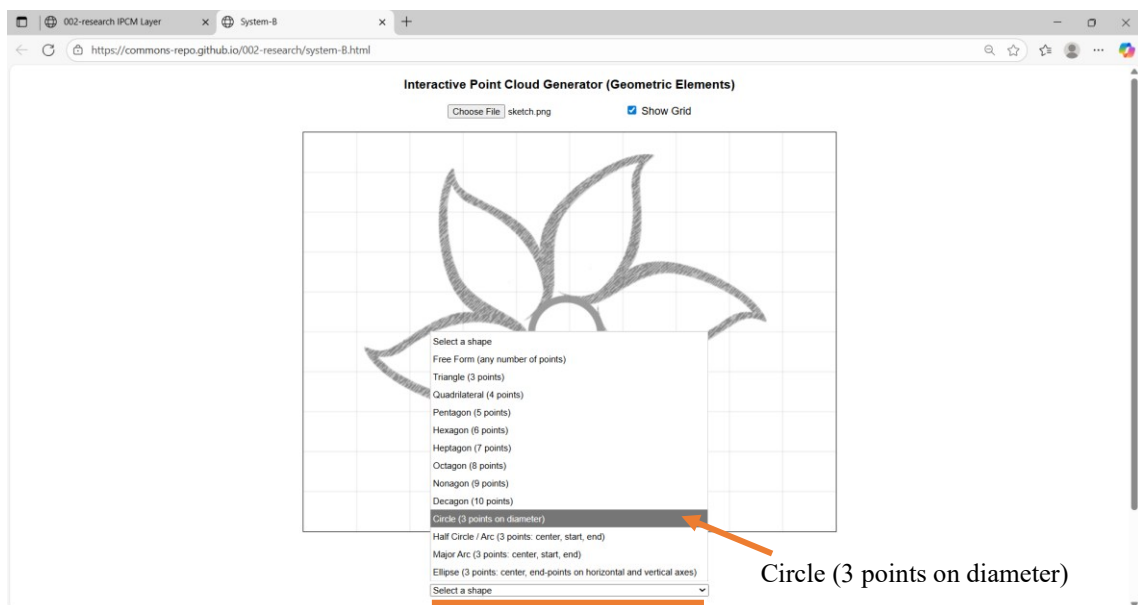 002-research IPCM Layer
System-B
https://commons-repo.github.io/002-research/system-B.html
Interactive Point Cloud Generator (Geometric Elements)
Choose File sketch.png
Show Grid
Select a shape
Free Form (any number of points)
Triangle (3 points)
Quadrilateral (4 points)
Pentagon (5 points)
Hexagon (6 points)
Heptagon (7 points)
Octagon (8 points)
Nonagon (9 points)
Decagon (10 points)
Circle (3 points on diameter)
Half Circle / Arc (3 points: center, start, end)
Major Arc (3 points: center, start, end)
Ellipse (3 points: center, end-points on horizontal and vertical axes)
Select a shape
Circle (3 points on diameter)